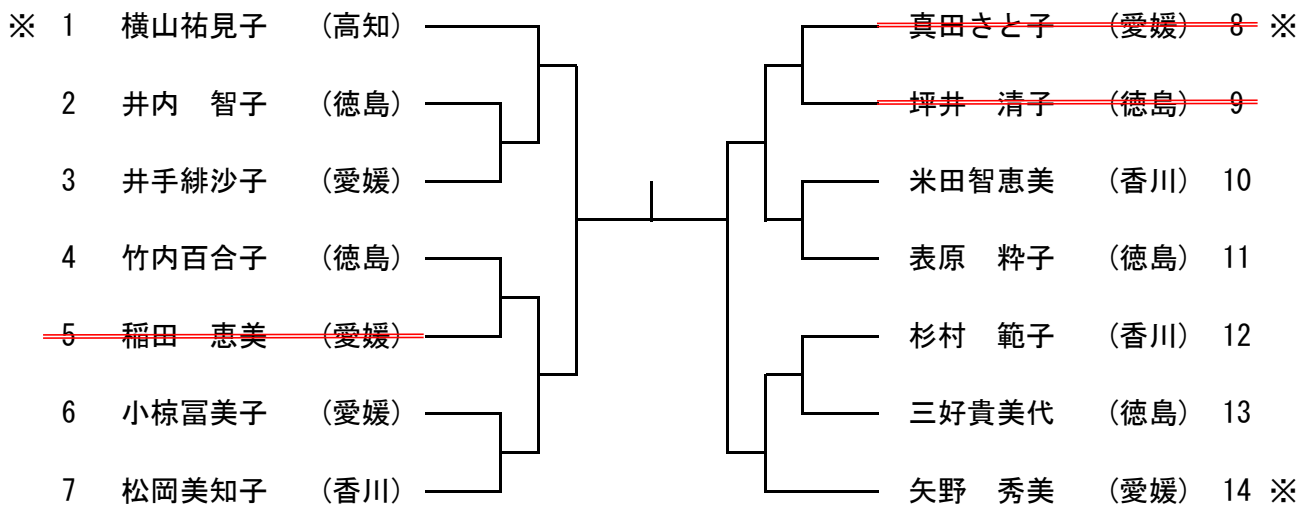 ※ 1 横山祐見子 （高知）
2 井内　智子 （徳島）
3 井手緋沙子 （愛媛）
4 竹内百合子 （徳島）
5 稲田　恵美 （愛媛）
6 小椋冨美子 （愛媛）
7 松岡美知子 （香川）
真田さと子 （愛媛） 8 ※
坪井　清子 （徳島） 9
米田智恵美 （香川） 10
表原　粋子 （徳島） 11
杉村　範子 （香川） 12
三好貴美代 （徳島） 13
矢野　秀美 （愛媛） 14 ※